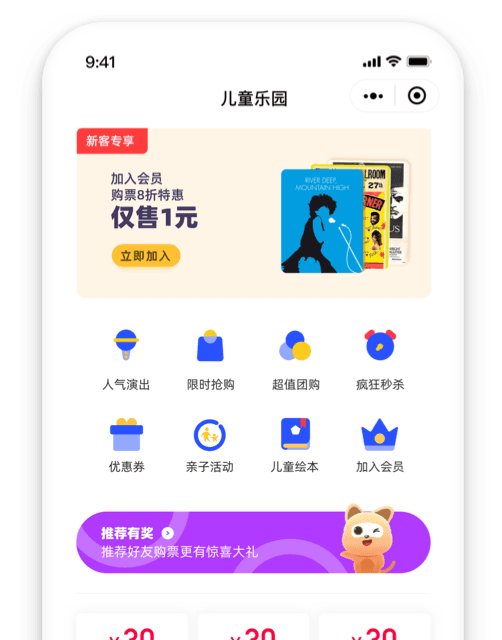 9:41
儿童乐园
新客专享
加入会员
购票8折特惠
仅售1元
立即加入
RIVER DEEP,
MOUNTAIN HIGH
人气演出
限时抢购
超值团购
疯狂秒杀
优惠券
亲子活动
儿童绘本
加入会员
推荐有奖
推荐好友购票更有惊喜大礼
¥30 ¥30 ¥30